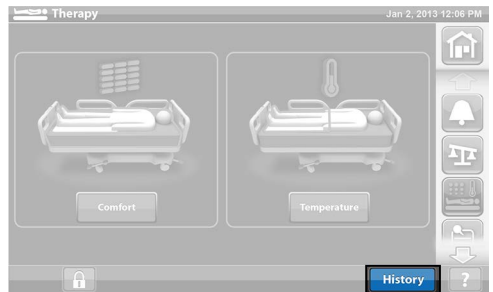 Therapy
Jan 2, 2013 12:06 PM
Comfort
Temperature
History
?